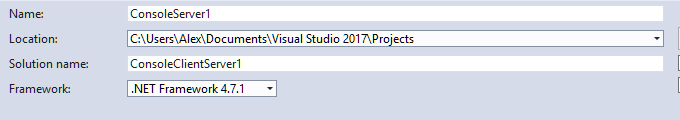 Name: ConsoleServer1
Location: C:\Users\Alex\Documents\Visual Studio 2017\Projects
Solution name: ConsoleClientServer1
Framework: .NET Framework 4.7.1